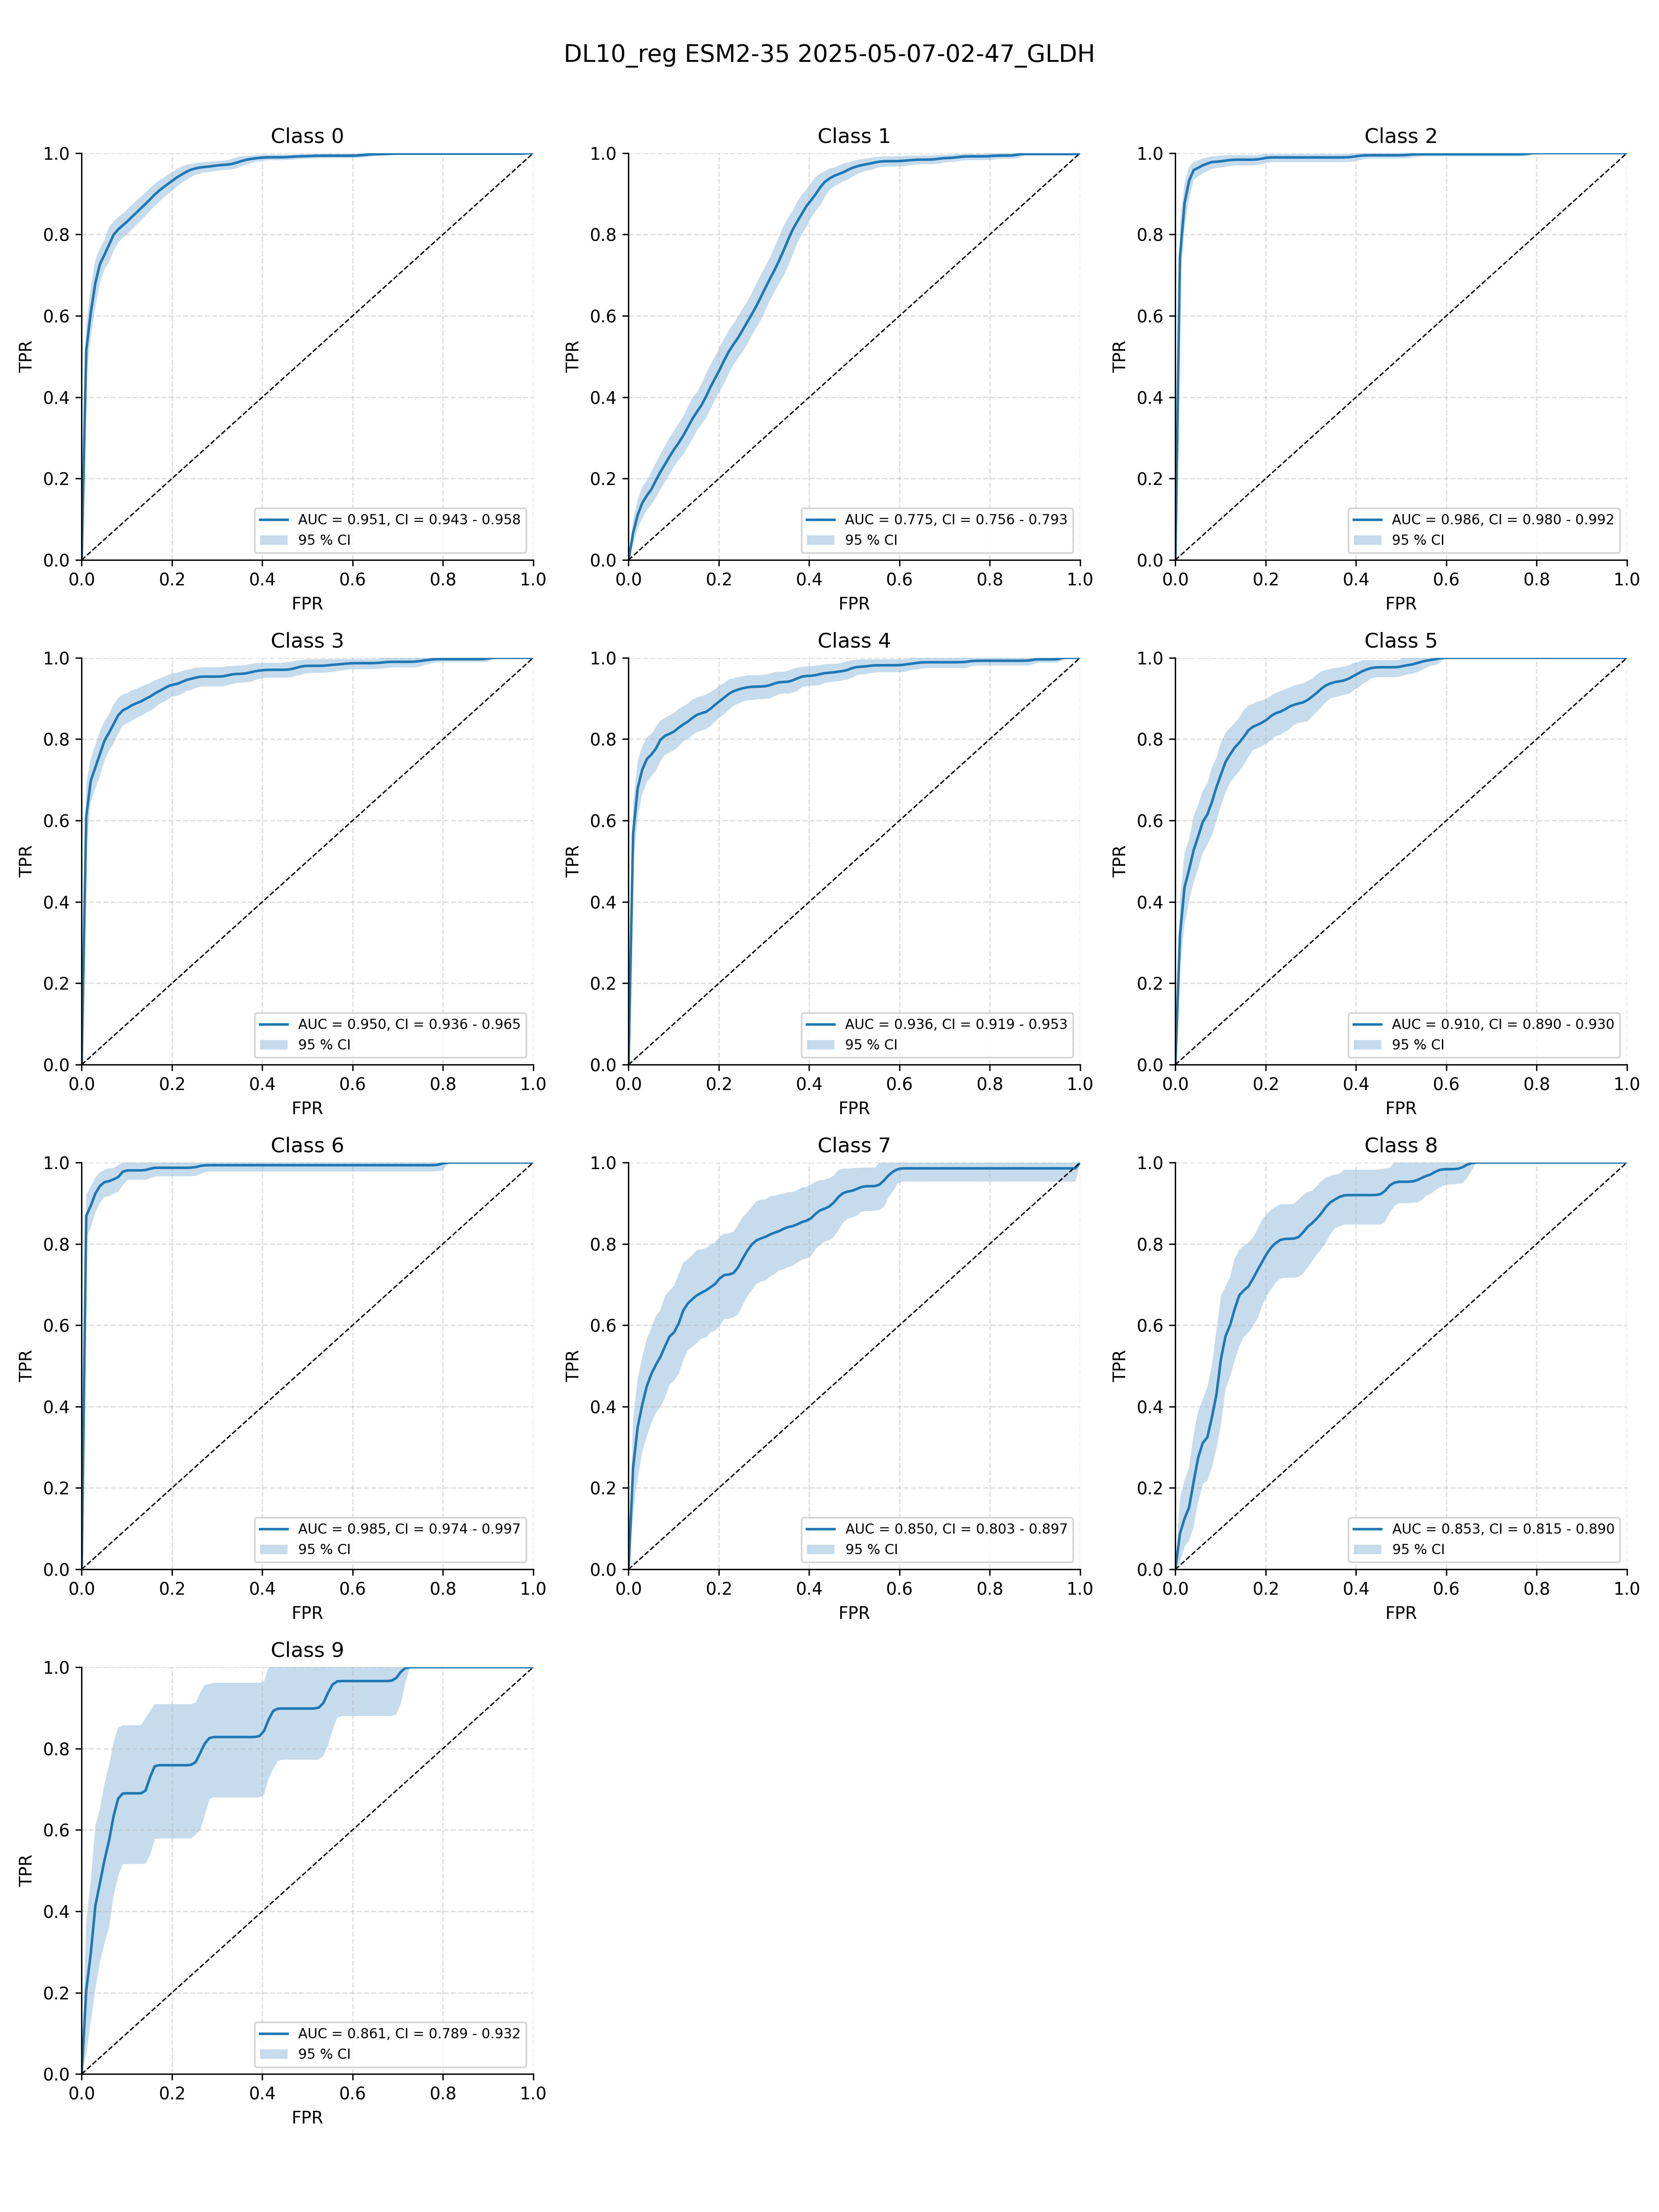 DL10_reg ESM2-35 2025-05-07-02-47_GLDH
Class 0
TPR
1.0
0.8
0.6
0.4
0.2
0.0
AUC = 0.951, CI = 0.943 - 0.958
95 % CI
0.0 0.2 0.4 0.6 0.8 1.0
FPR
Class 1
TPR
1.0
0.8
0.6
0.4
0.2
0.0
AUC = 0.775, CI = 0.756 - 0.793
95 % CI
0.0 0.2 0.4 0.6 0.8 1.0
FPR
Class 2
TPR
1.0
0.8
0.6
0.4
0.2
0.0
AUC = 0.986, CI = 0.980 - 0.992
95 % CI
0.0 0.2 0.4 0.6 0.8 1.0
FPR
Class 3
TPR
1.0
0.8
0.6
0.4
0.2
0.0
AUC = 0.950, CI = 0.936 - 0.965
95 % CI
0.0 0.2 0.4 0.6 0.8 1.0
FPR
Class 4
TPR
1.0
0.8
0.6
0.4
0.2
0.0
AUC = 0.936, CI = 0.919 - 0.953
95 % CI
0.0 0.2 0.4 0.6 0.8 1.0
FPR
Class 5
TPR
1.0
0.8
0.6
0.4
0.2
0.0
AUC = 0.910, CI = 0.890 - 0.930
95 % CI
0.0 0.2 0.4 0.6 0.8 1.0
FPR
Class 6
TPR
1.0
0.8
0.6
0.4
0.2
0.0
AUC = 0.985, CI = 0.974 - 0.997
95 % CI
0.0 0.2 0.4 0.6 0.8 1.0
FPR
Class 7
TPR
1.0
0.8
0.6
0.4
0.2
0.0
AUC = 0.850, CI = 0.803 - 0.897
95 % CI
0.0 0.2 0.4 0.6 0.8 1.0
FPR
Class 8
TPR
1.0
0.8
0.6
0.4
0.2
0.0
AUC = 0.853, CI = 0.815 - 0.890
95 % CI
0.0 0.2 0.4 0.6 0.8 1.0
FPR
Class 9
TPR
1.0
0.8
0.6
0.4
0.2
0.0
AUC = 0.861, CI = 0.789 - 0.932
95 % CI
0.0 0.2 0.4 0.6 0.8 1.0
FPR